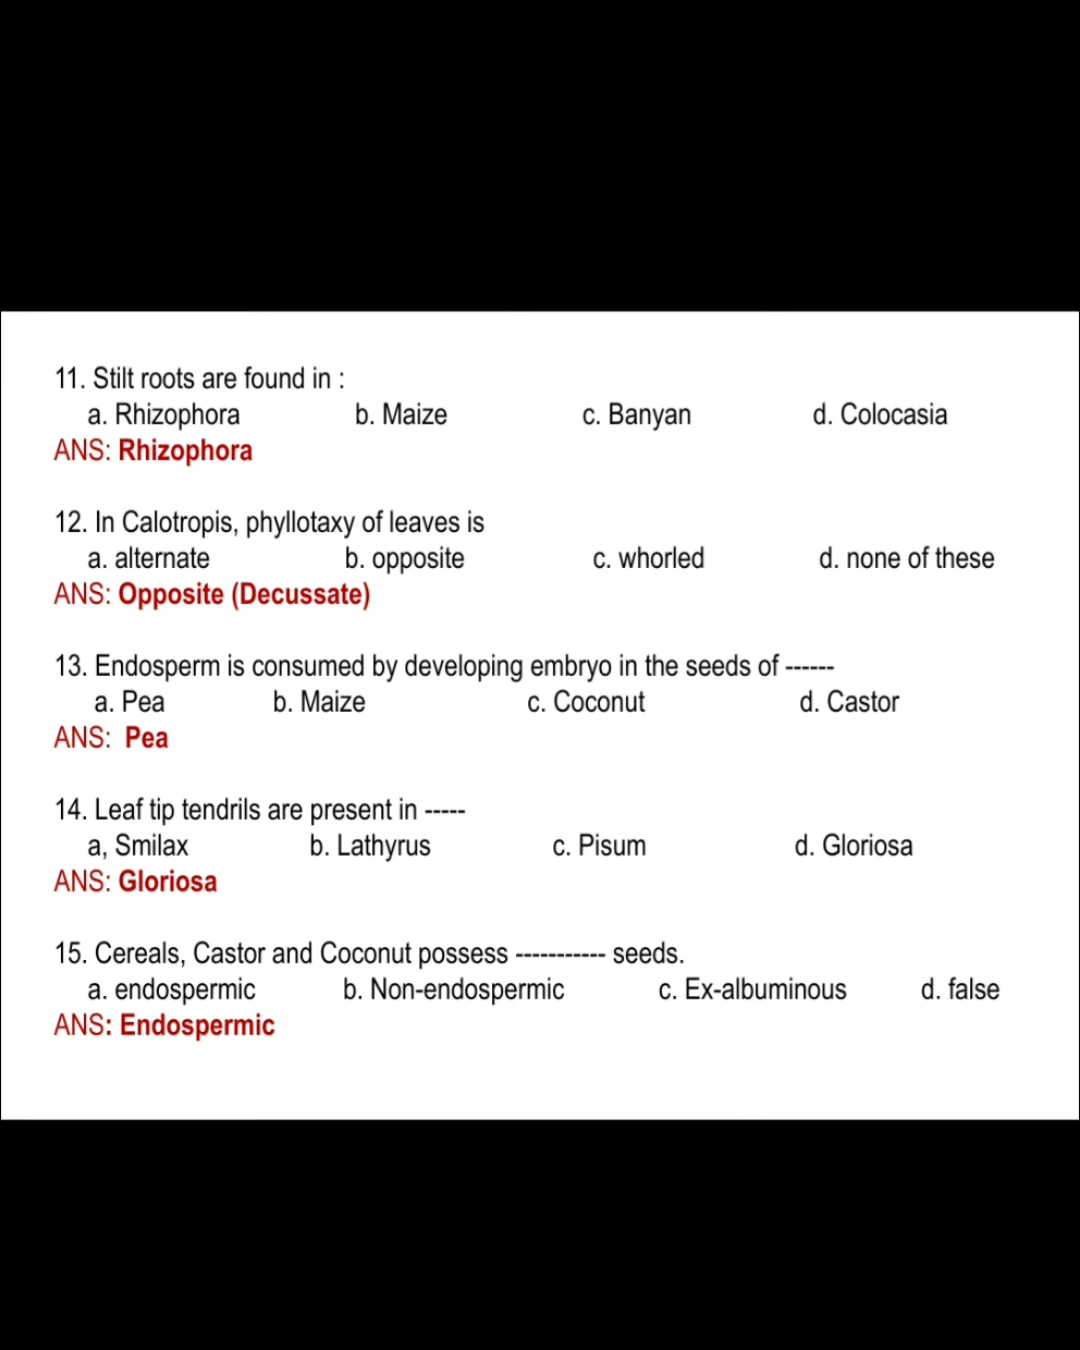 11. Stilt roots are found in :
a. Rhizophora b. Maize c. Banyan d. Colocasia
ANS: Rhizophora
12. In Calotropis, phyllotaxy of leaves is
a. alternate b. opposite c. whorled d. none of these
ANS: Opposite (Decussate)
13. Endosperm is consumed by developing embryo in the seeds of ------
a. Pea b. Maize c. Coconut d. Castor
ANS: Pea
14. Leaf tip tendrils are present in -----
a, Smilax b. Lathyrus c. Pisum d. Gloriosa
ANS: Gloriosa
15. Cereals, Castor and Coconut possess ----------- seeds.
a. endospermic b. Non-endospermic c. Ex-albuminous d. false
ANS: Endospermic